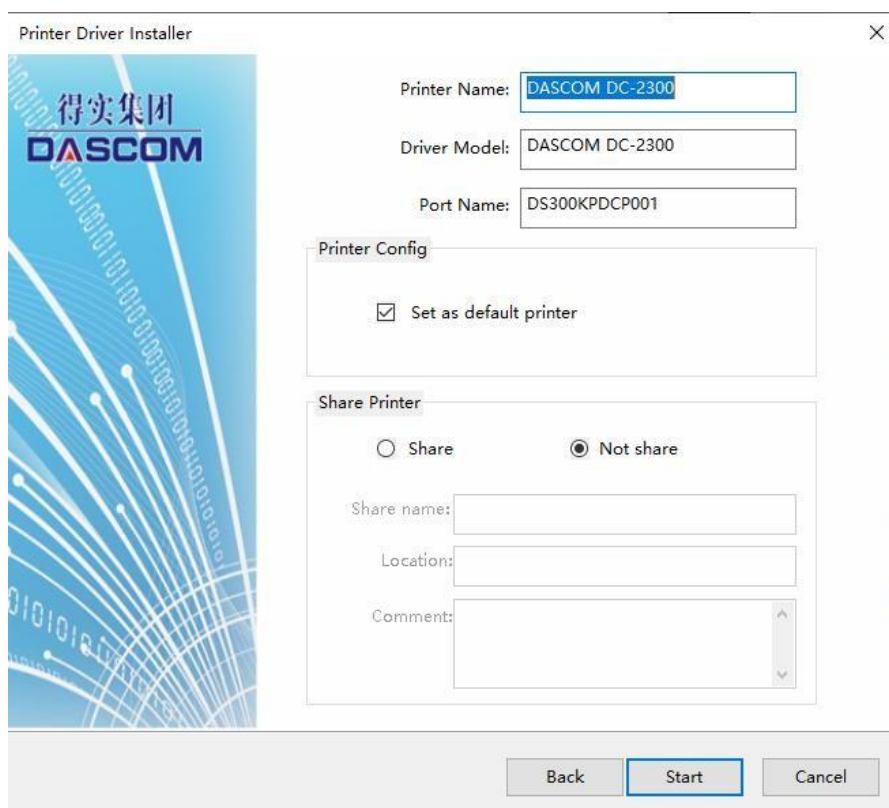 Printer Driver Installer
得实集团
DASCOM
Printer Name: DASCOM DC-2300
Driver Model: DASCOM DC-2300
Port Name: DS300KPDCP001
Printer Config
Set as default printer
Share Printer
Share Not share
Share name:
Location:
Comment:
Back Start Cancel